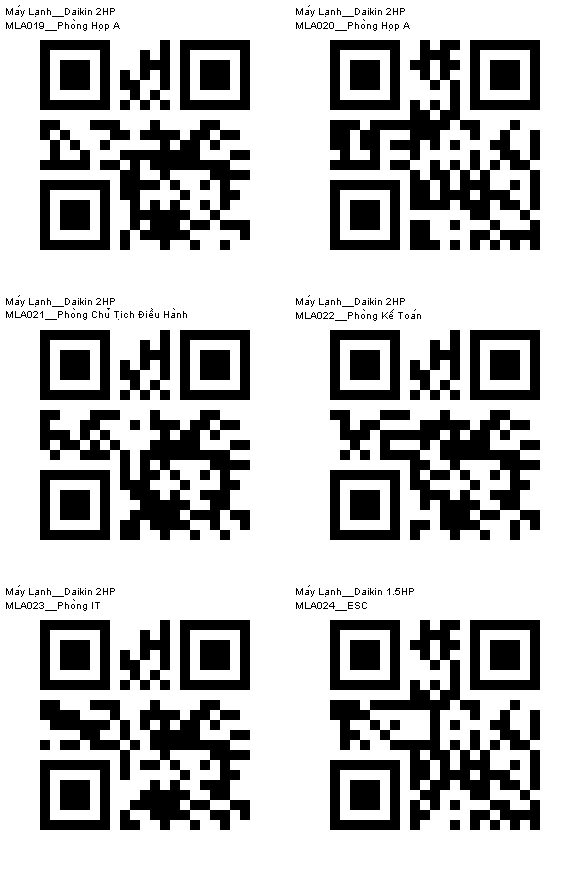 Máy Lạnh__Daikin 2HP
MLA019__Phòng Họp A
Máy Lạnh__Daikin 2HP
MLA020__Phòng Họp A
Máy Lạnh__Daikin 2HP
MLA021__Phòng Chủ Tịch Điều Hành
Máy Lạnh__Daikin 2HP
MLA022__Phòng Kế Toán
Máy Lạnh__Daikin 2HP
MLA023__Phòng IT
Máy Lạnh__Daikin 1.5HP
MLA024__ESC